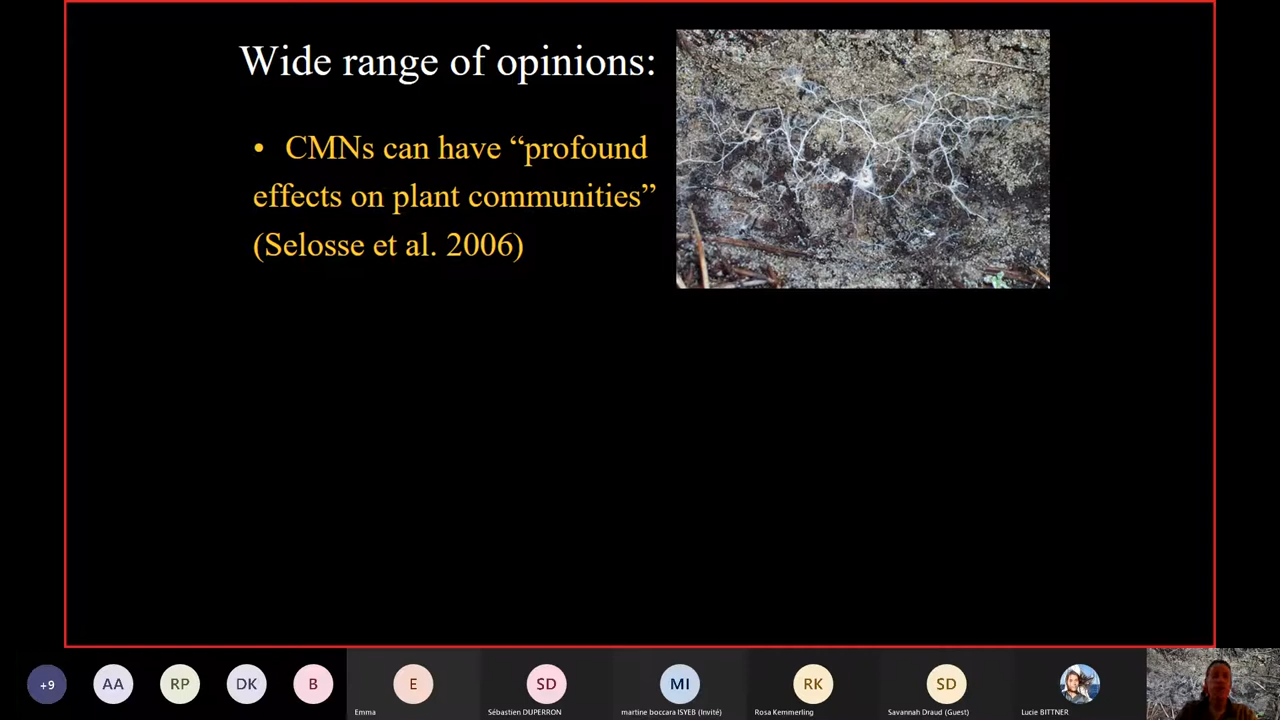 Wide range of opinions:
• CMNs can have “profound
effects on plant communities”
(Selosse et al. 2006)
+9
AA
RP
DK
B
E
SD
MI
RK
SD
Emma
Sébastien DUPERRON
martine boccara ISYEB (Invité)
Rosa Kemmerling
Savannah Draud (Guest)
Lucie BITTNER